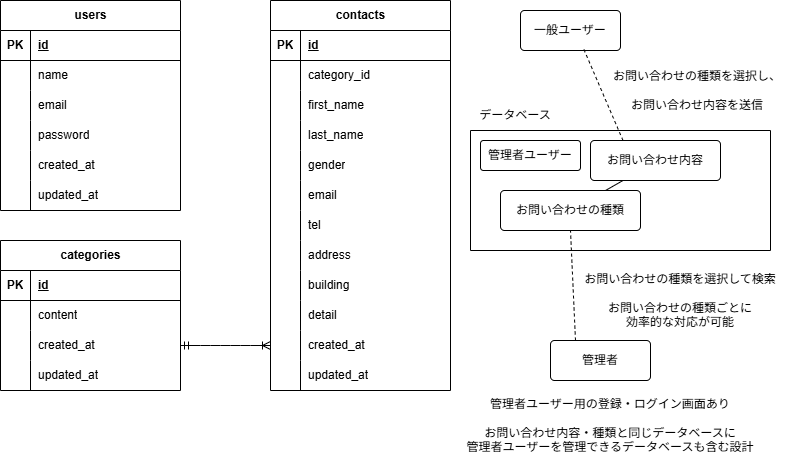 users
PK id
name
email
password
created_at
updated_at
categories
PK id
content
created_at
updated_at
contacts
PK id
category_id
first_name
last_name
gender
email
tel
address
building
detail
created_at
updated_at
一般ユーザー
お問い合わせの種類を選択し、
お問い合わせ内容を送信
データベース
管理者ユーザー
お問い合わせ内容
お問い合わせの種類
お問い合わせの種類を選択して検索
お問い合わせの種類ごとに
効率的な対応が可能
管理者
管理者ユーザー用の登録・ログイン画面あり
お問い合わせ内容・種類と同じデータベースに
管理者ユーザーを管理できるデータベースも含む設計